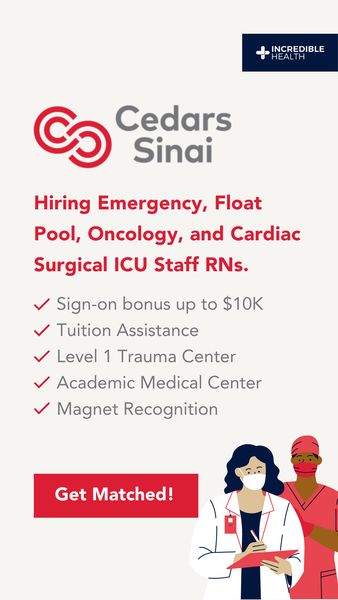 INCREDIBLE
HEALTH
Cedars
Sinai
Hiring Emergency, Float
Pool, Oncology, and Cardiac
Surgical ICU Staff RNs.
Sign-on bonus up to $10K
Tuition Assistance
Level 1 Trauma Center
Academic Medical Center
Magnet Recognition
Get Matched!